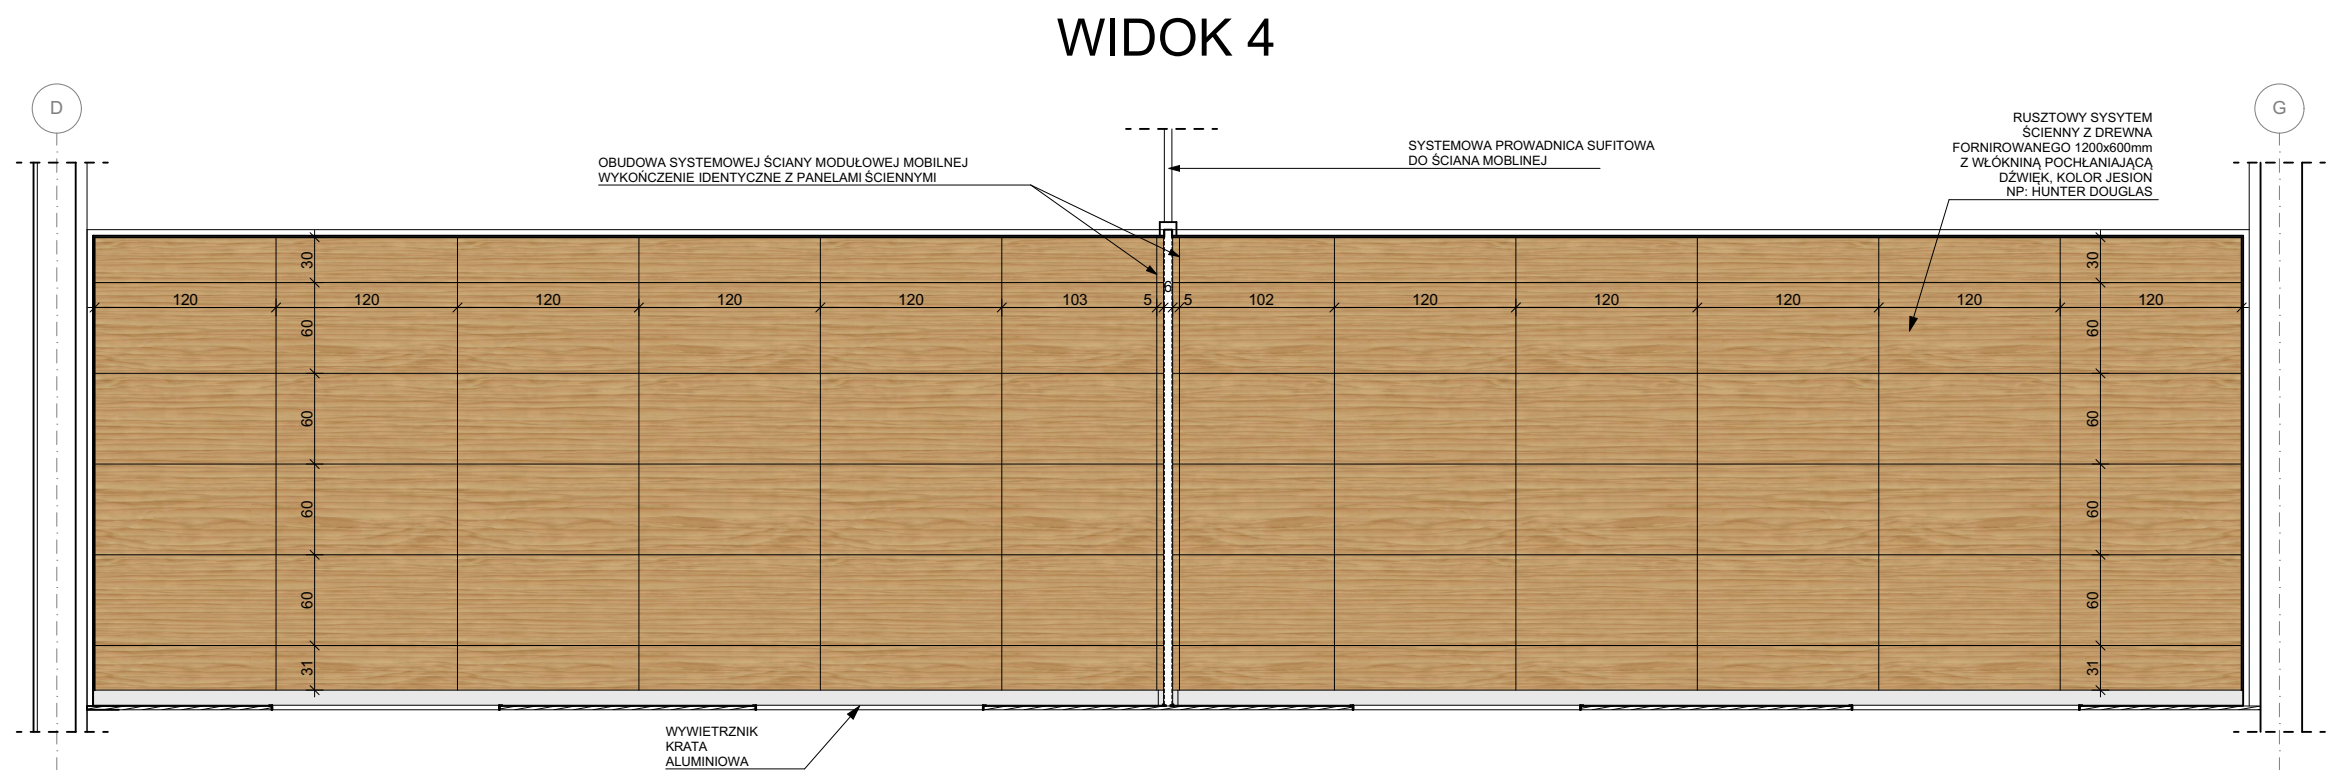 WIDOK 4
D
G
OBUDOWA SYSTEMOWEJ ŚCIANY MODUŁOWEJ MOBILNEJ
WYKOŃCZENIE IDENTYCZNE Z PANELAMI ŚCIENNYMI
SYSTEMOWA PROWADNICA SUFITOWA
DO ŚCIANA MOBLINEJ
RUSZTOWY SYSYTEM
ŚCIENNY Z DREWNA
FORNIROWANEGO 1200x600mm
Z WŁÓKNINĄ POCHŁANIAJĄCĄ
DŹWIĘK, KOLOR JESION
NP: HUNTER DOUGLAS
30
30
6
120
120
120
120
120
103
5
5
102
120
120
120
120
120
60
60
60
60
60
60
60
60
31
31
WYWIETRZNIK
KRATA
ALUMINIOWA